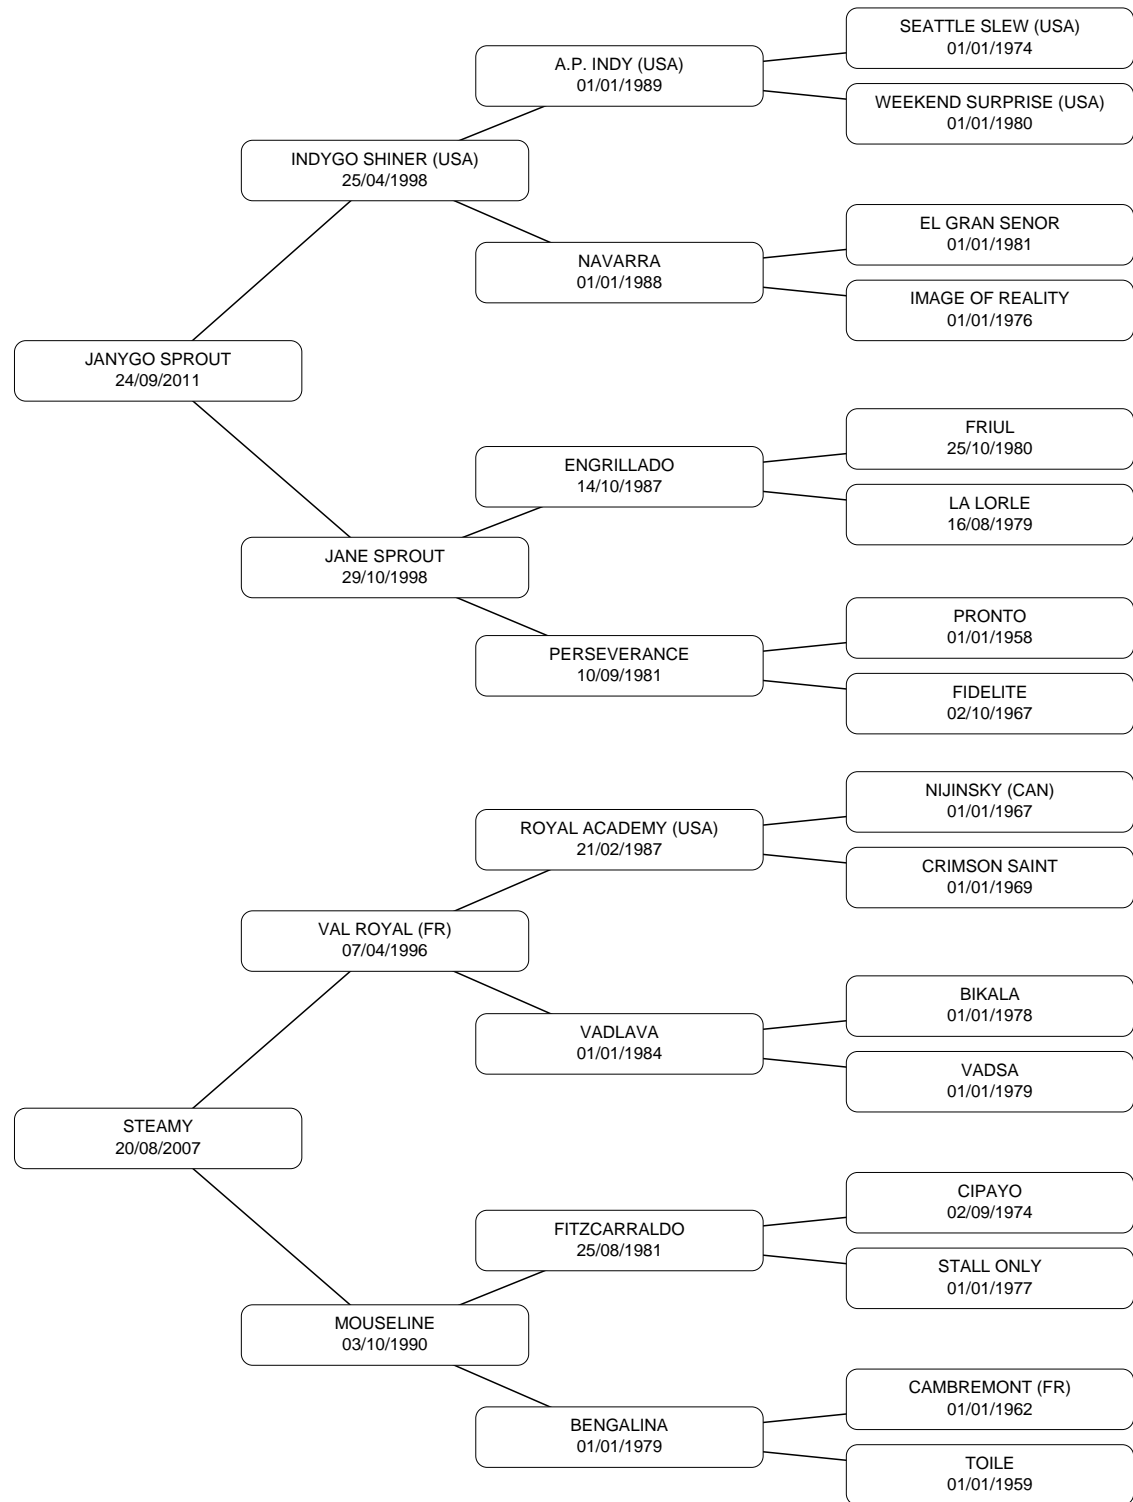 SEATTLE SLEW (USA)
01/01/1974
A.P. INDY (USA)
01/01/1989
WEEKEND SURPRISE (USA)
01/01/1980
INDYGO SHINER (USA)
25/04/1998
EL GRAN SENOR
01/01/1981
NAVARRA
01/01/1988
IMAGE OF REALITY
01/01/1976
JANYGO SPROUT
24/09/2011
FRIUL
25/10/1980
ENGRILLADO
14/10/1987
LA LORLE
16/08/1979
JANE SPROUT
29/10/1998
PRONTO
01/01/1958
PERSEVERANCE
10/09/1981
FIDELITE
02/10/1967
NIJINSKY (CAN)
01/01/1967
ROYAL ACADEMY (USA)
21/02/1987
CRIMSON SAINT
01/01/1969
VAL ROYAL (FR)
07/04/1996
BIKALA
01/01/1978
VADLAVA
01/01/1984
VADSA
01/01/1979
STEAMY
20/08/2007
CIPAYO
02/09/1974
FITZCARRALDO
25/08/1981
STALL ONLY
01/01/1977
MOUSELINE
03/10/1990
CAMBREMONT (FR)
01/01/1962
BENGALINA
01/01/1979
TOILE
01/01/1959